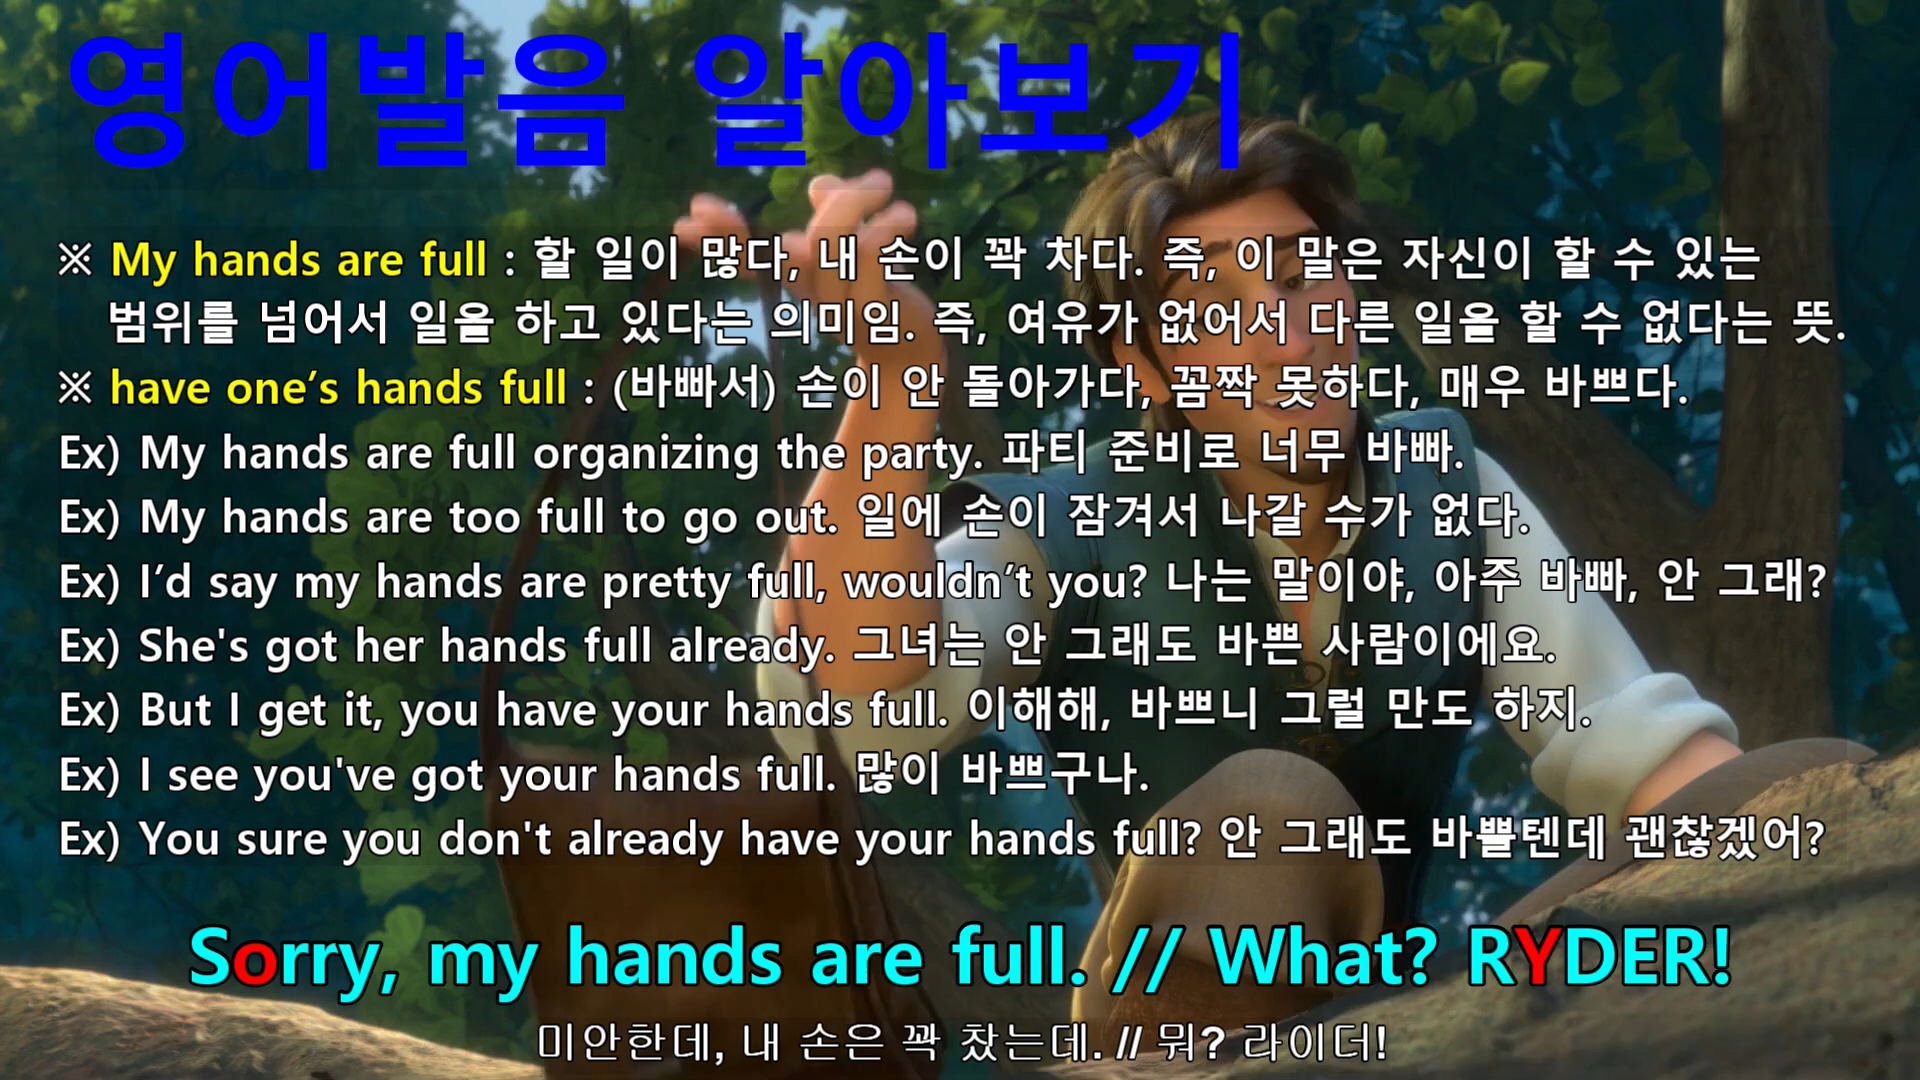 영어발음 알아보기
※ My hands are full : 할 일이 많다, 내 손이 꽉 차다. 즉, 이 말은 자신이 할 수 있는
범위를 넘어서 일을 하고 있다는 의미임. 즉, 여유가 없어서 다른 일을 할 수 없다는 뜻.
※ have one’s hands full : (바빠서) 손이 안 돌아가다, 꼼짝 못하다, 매우 바쁘다.
Ex) My hands are full organizing the party. 파티 준비로 너무 바빠.
Ex) My hands are too full to go out. 일에 손이 잠겨서 나갈 수가 없다.
Ex) I’d say my hands are pretty full, wouldn’t you? 나는 말이야, 아주 바빠, 안 그래?
Ex) She's got her hands full already. 그녀는 안 그래도 바쁜 사람이에요.
Ex) But I get it, you have your hands full. 이해해, 바쁘니 그럴 만도 하지.
Ex) I see you've got your hands full. 많이 바쁘구나.
Ex) You sure you don't already have your hands full? 안 그래도 바쁠텐데 괜찮겠어?
Sorry, my hands are full. // What? RYDER!
미안한데, 내 손은 꽉 찼는데. // 뭐? 라이더!